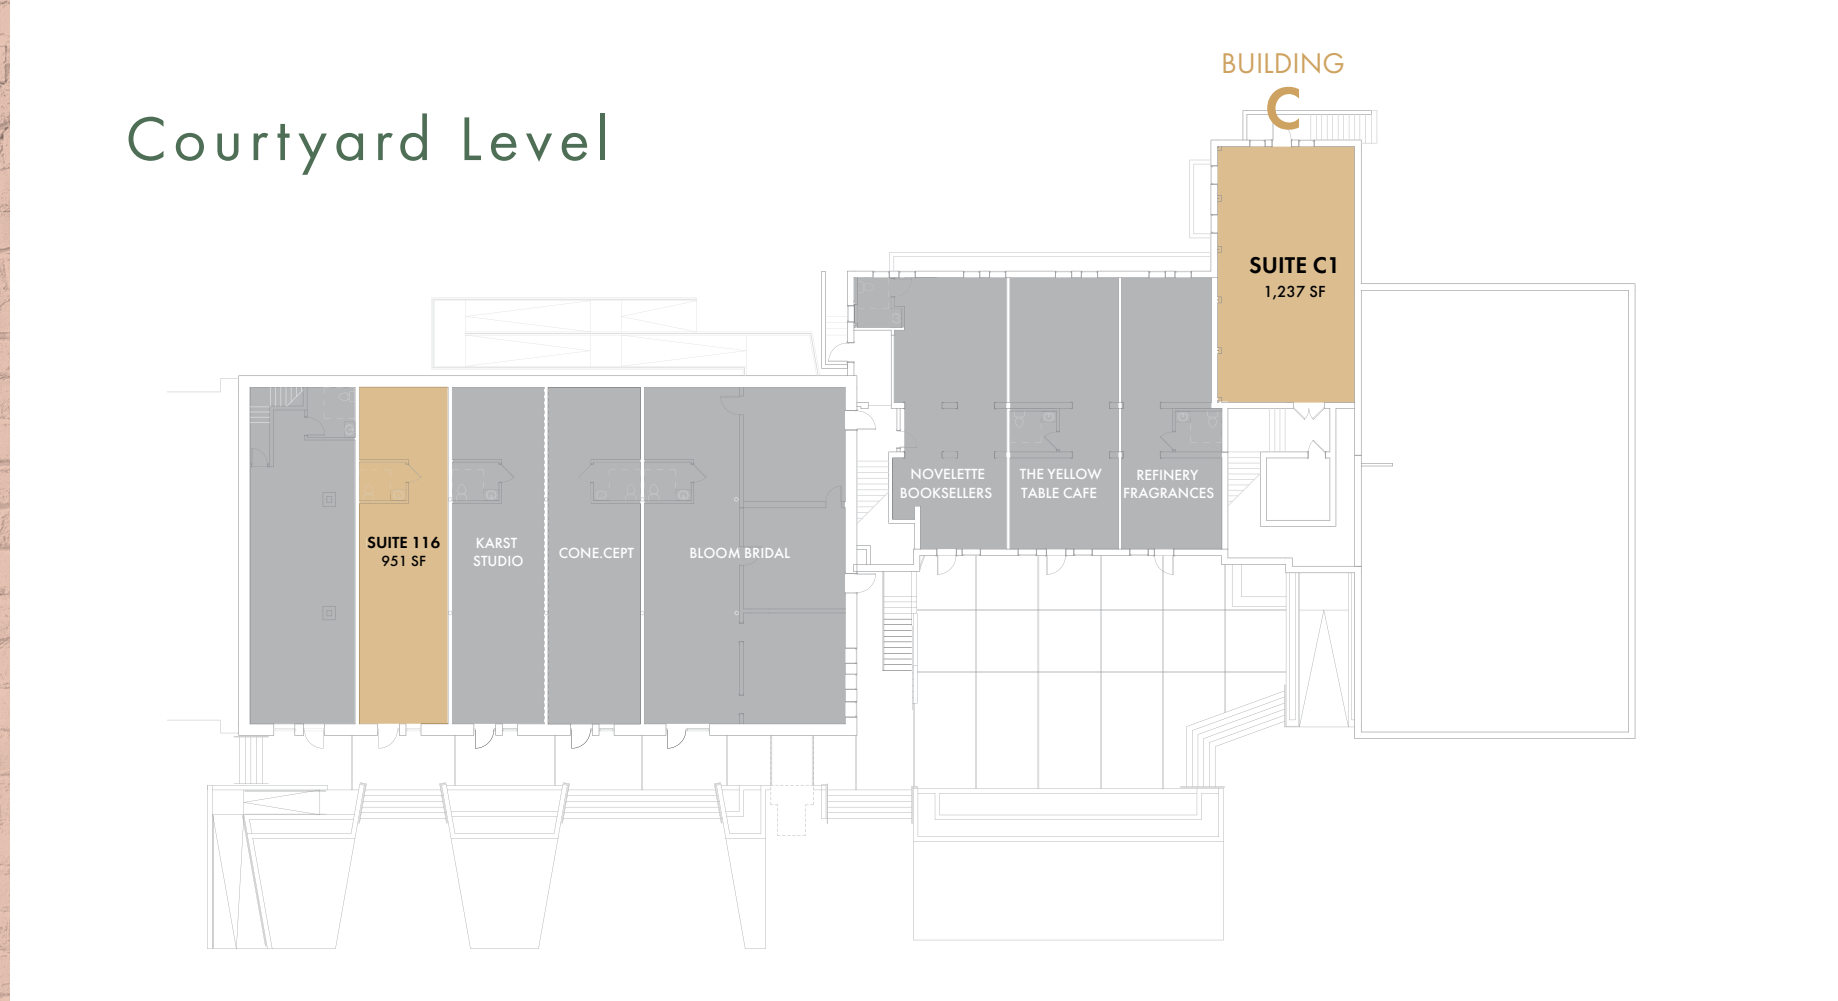 Courtyard Level
BUILDING
C
SUITE C1
1,237 SF
SUITE 116
951 SF
KARST
STUDIO
CONE.CEPT
BLOOM BRIDAL
NOVELETTE
BOOKSELLERS
THE YELLOW
TABLE CAFE
REFINERY
FRAGRANCES